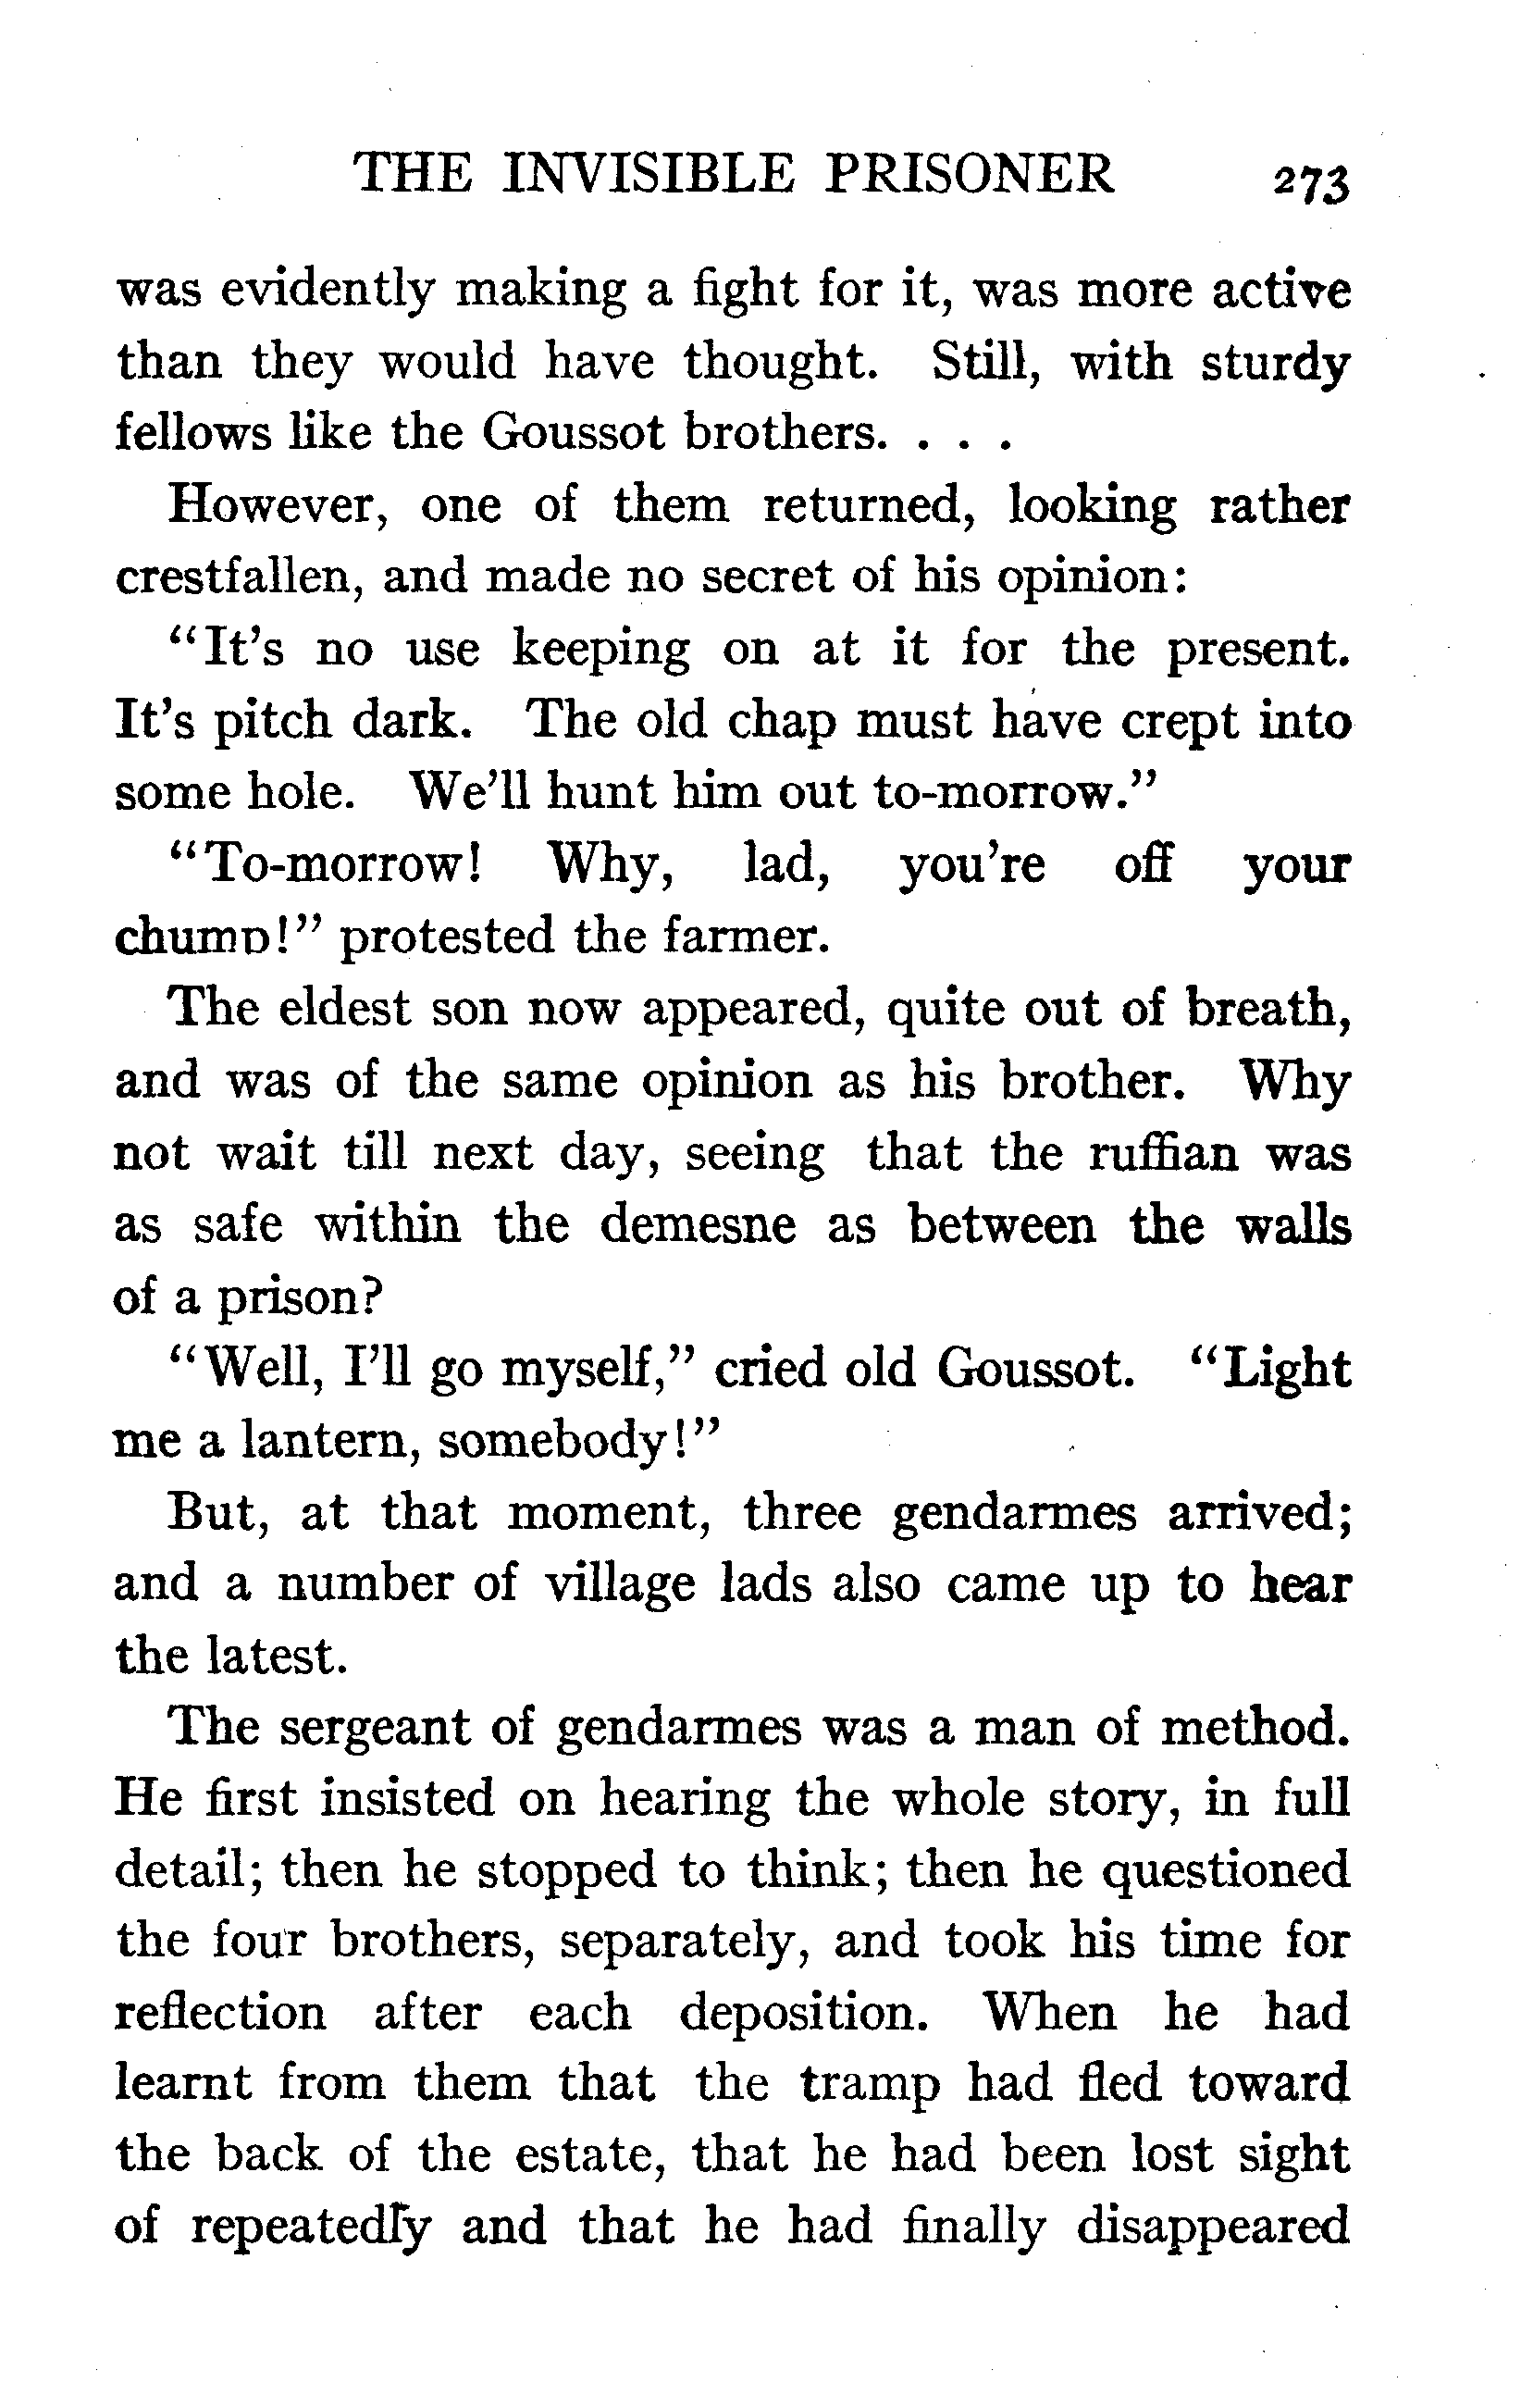 THE INVISIBLE PRISONER 273
was evidently making a fight for it, was more active
than they would have thought. Still, with sturdy
fellows like the Goussot brothers. . . .
However, one of them returned, looking rather
crestfallen, and made no secret of his opinion:
"It's no use keeping on at it for the present.
It's pitch dark. The old chap must have crept into
some hole. We'll hunt him out to-morrow."
"To-morrow! Why, lad, you're off your
chump!" protested the farmer.
The eldest son now appeared, quite out of breath,
and was of the same opinion as his brother. Why
not wait till next day, seeing that the ruffian was
as safe within the demesne as between the walls
of a prison?
"Well, I'll go myself," cried old Goussot. "Light
me a lantern, somebody!"
But, at that moment, three gendarmes arrived;
and a number of village lads also came up to hear
the latest.
The sergeant of gendarmes was a man of method.
He first insisted on hearing the whole story, in full
detail; then he stopped to think; then he questioned
the four brothers, separately, and took his time for
reflection after each deposition. When he had
learnt from them that the tramp had fled toward
the back of the estate, that he had been lost sight
of repeatedly and that he had finally disappeared